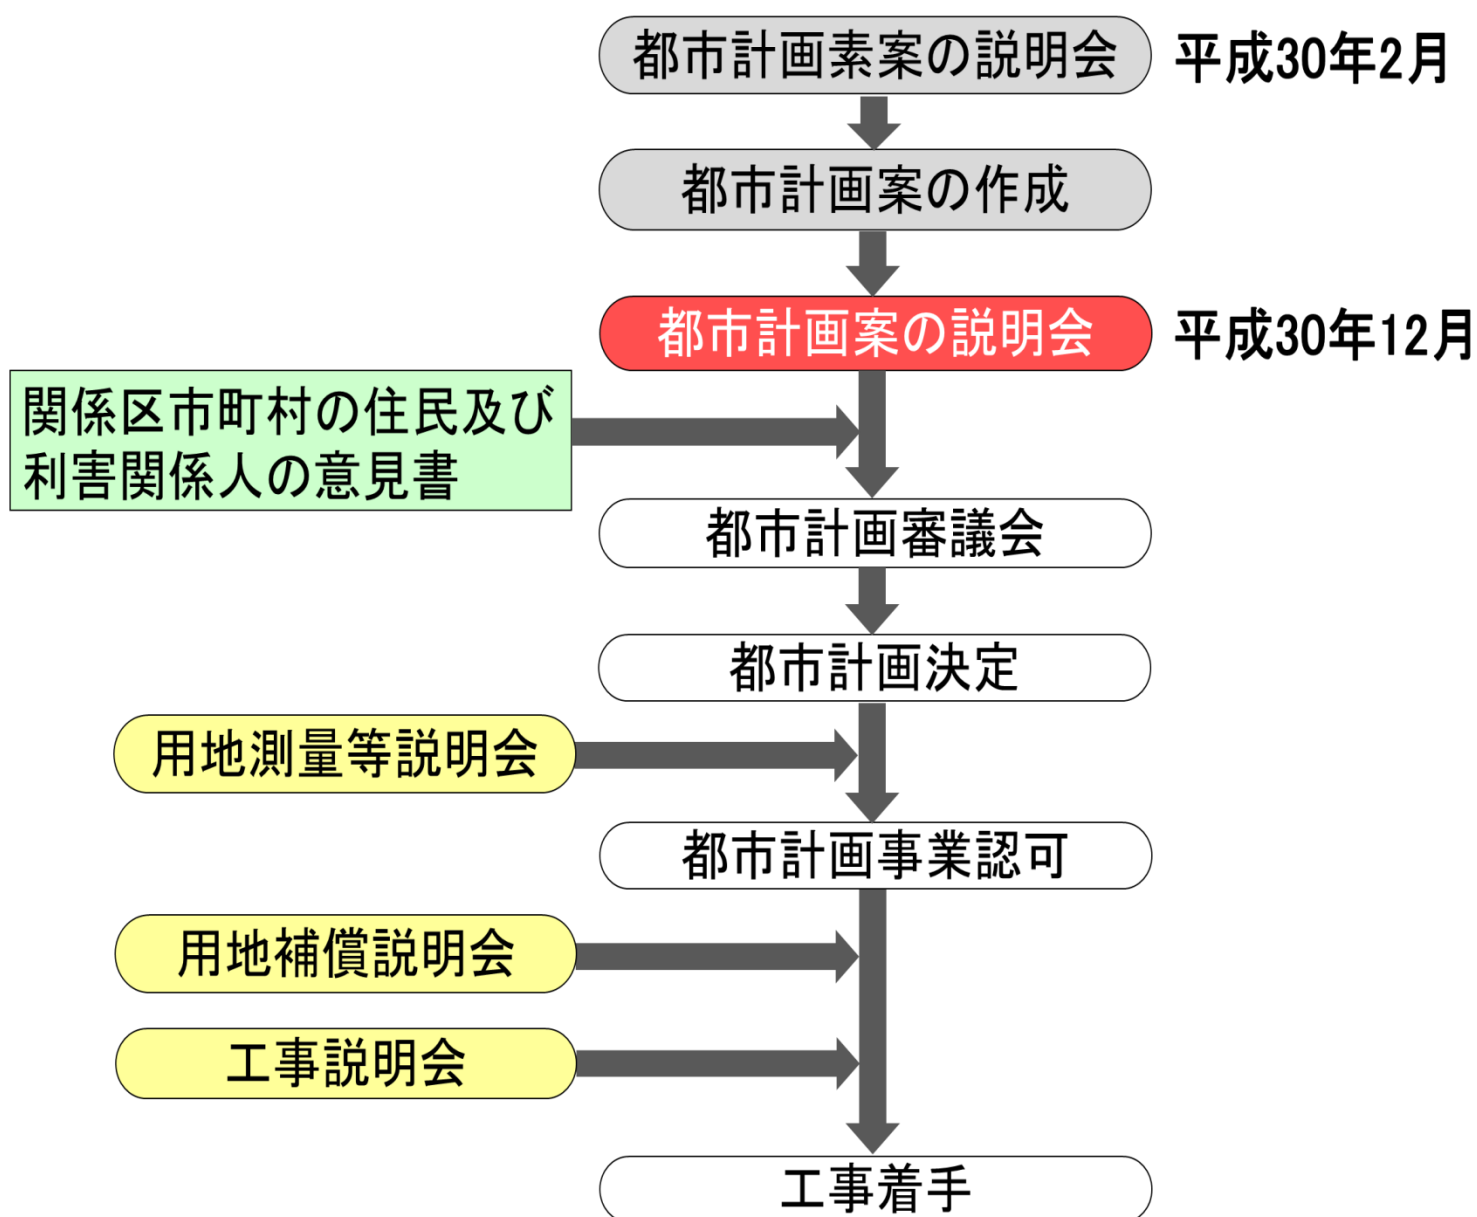 都市計画素案の説明会
平成30年2月
都市計画案の作成
都市計画案の説明会
平成30年12月
関係区市町村の住民及び
利害関係人の意見書
都市計画審議会
都市計画決定
用地測量等説明会
都市計画事業認可
用地補償説明会
工事説明会
工事着手